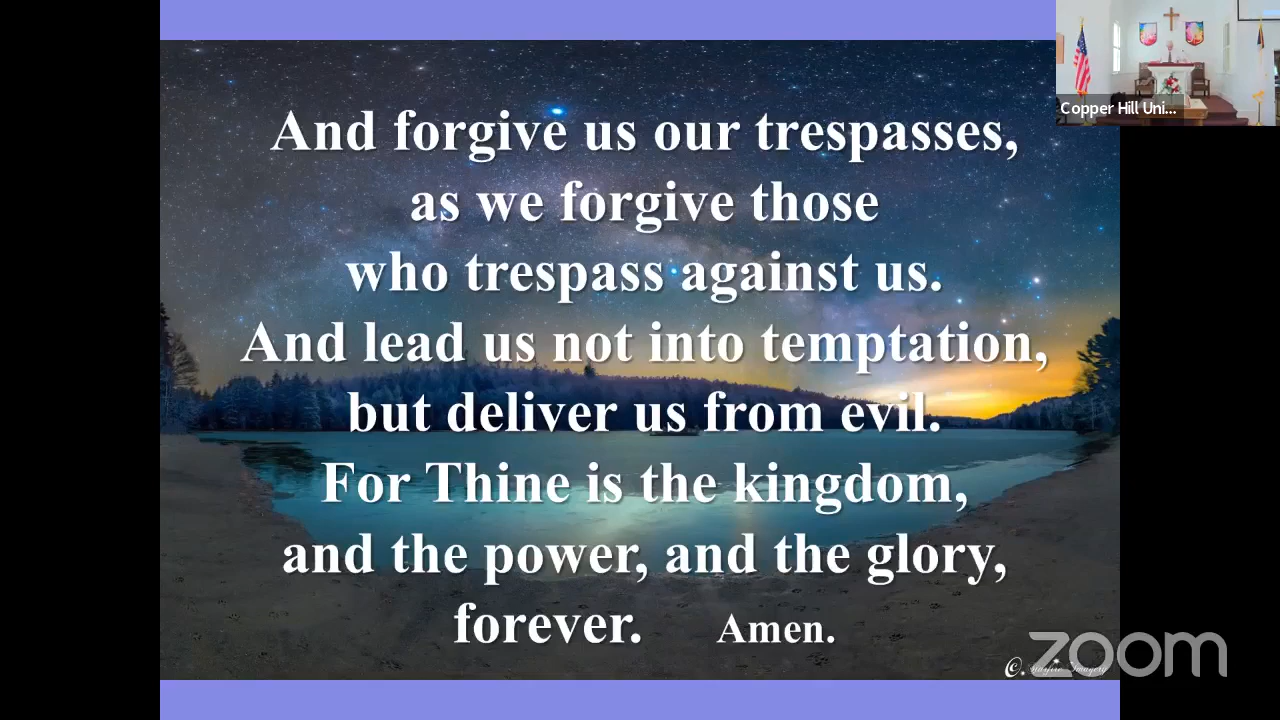 And forgive us our trespasses,
as we forgive those
who trespass against us.
And lead us not into temptation,
but deliver us from evil.
For Thine is the kingdom,
and the power, and the glory,
forever. Amen.
Copper Hill Uni...
zoom